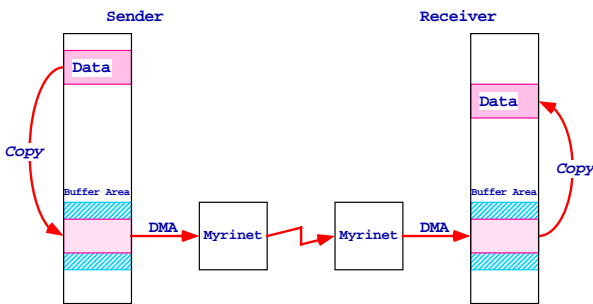 Sender
Receiver
Data
Data
Copy
Copy
Buffer Area
Buffer Area
DMA
Myrinet
Myrinet
DMA